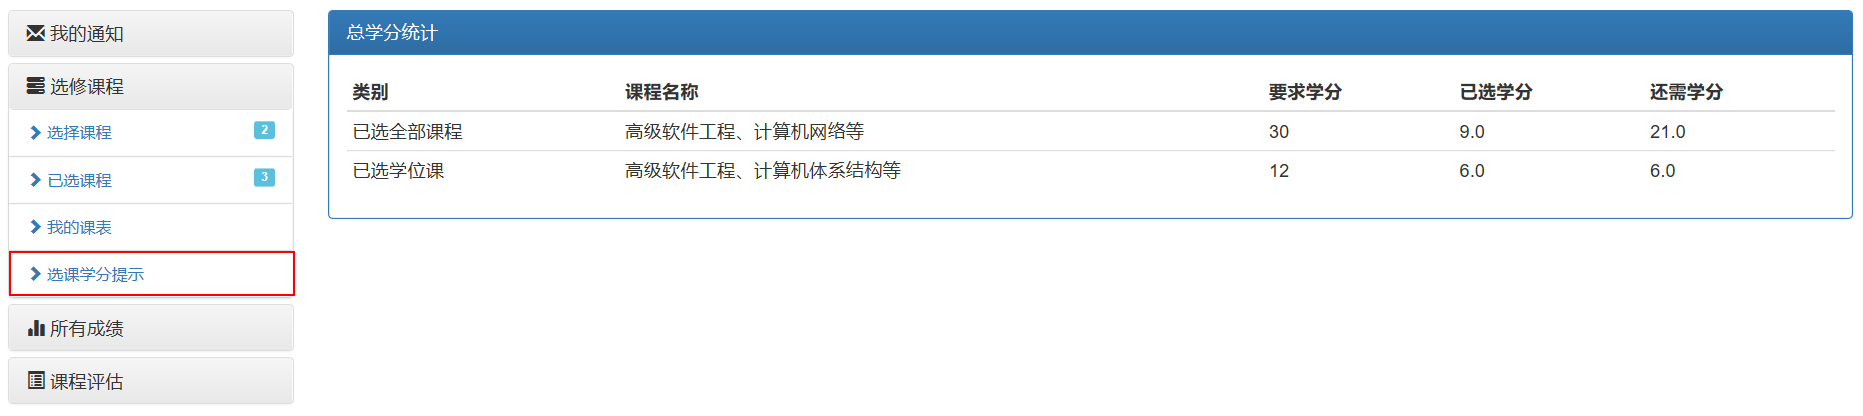 我的通知
选修课程
选择课程 2
已选课程 3
我的课表
选课学分提示
所有成绩
课程评估
总学分统计
类别 课程名称 要求学分 已选学分 还需学分
已选全部课程 高级软件工程、计算机网络等 30 9.0 21.0
已选学位课 高级软件工程、计算机体系结构等 12 6.0 6.0